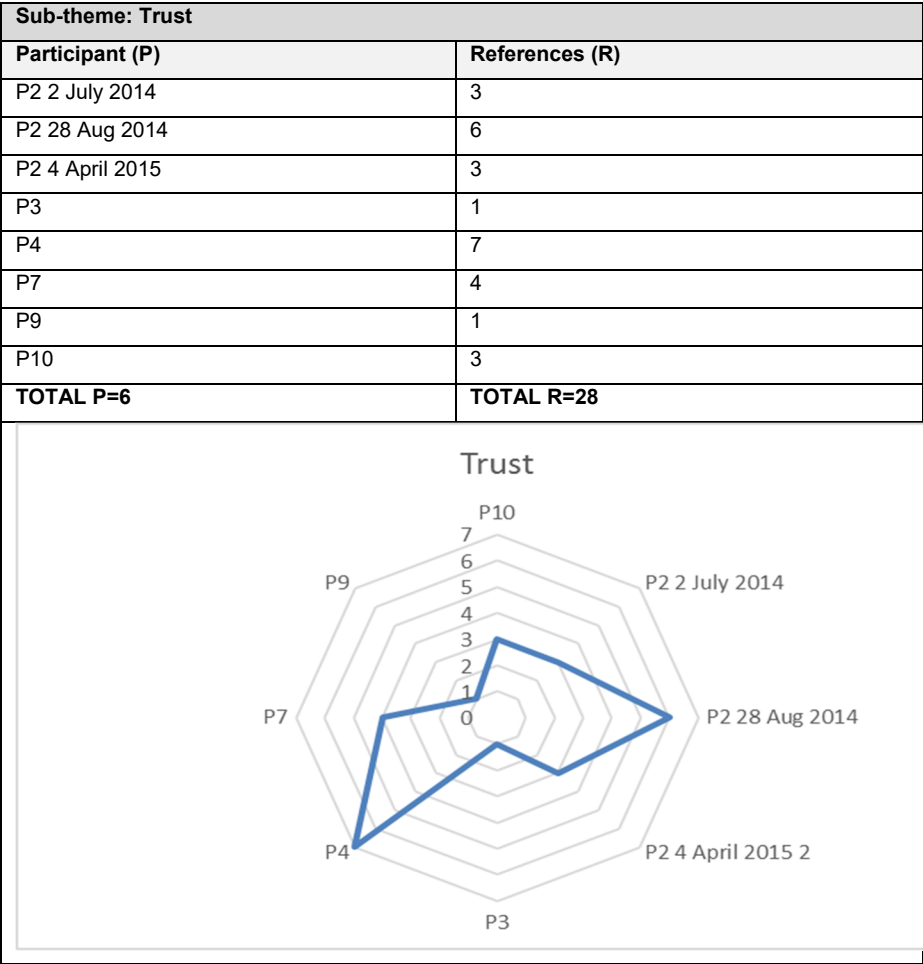 Sub-theme: Trust
Participant (P) References (R)
P2 2 July 2014 3
P2 28 Aug 2014 6
P2 4 April 2015 3
P3 1
P4 7
P7 4
P9 1
P10 3
TOTAL P=6 TOTAL R=28
Trust
P10
7
6
P9 5 P2 2 July 2014
4
3
2
1
P7 0 P2 28 Aug 2014
P4 P2 4 April 2015 2
P3